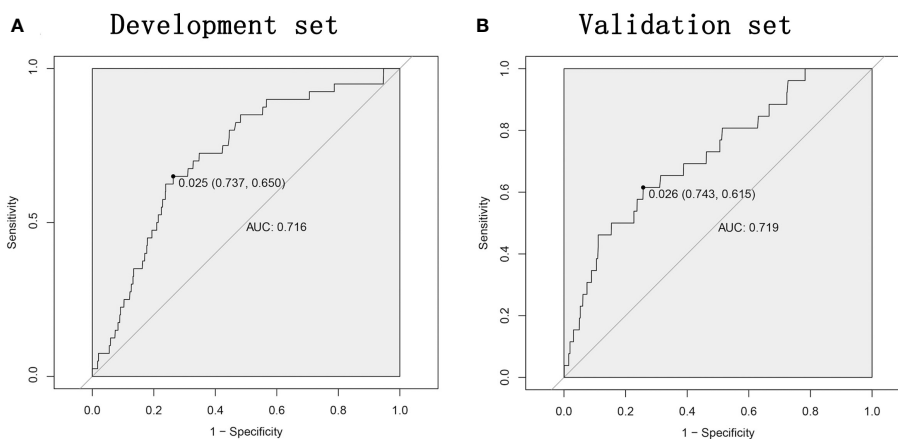 A Development set
1.0
0.5
0.0
Sensitivity
0.025 (0.737, 0.650)
AUC: 0.716
0.0 0.2 0.4 0.6 0.8 1.0
1 − Specificity
B Validation set
1.0
0.8
0.6
0.4
0.2
0.0
Sensitivity
0.026 (0.743, 0.615)
AUC: 0.719
0.0 0.2 0.4 0.6 0.8 1.0
1 − Specificity